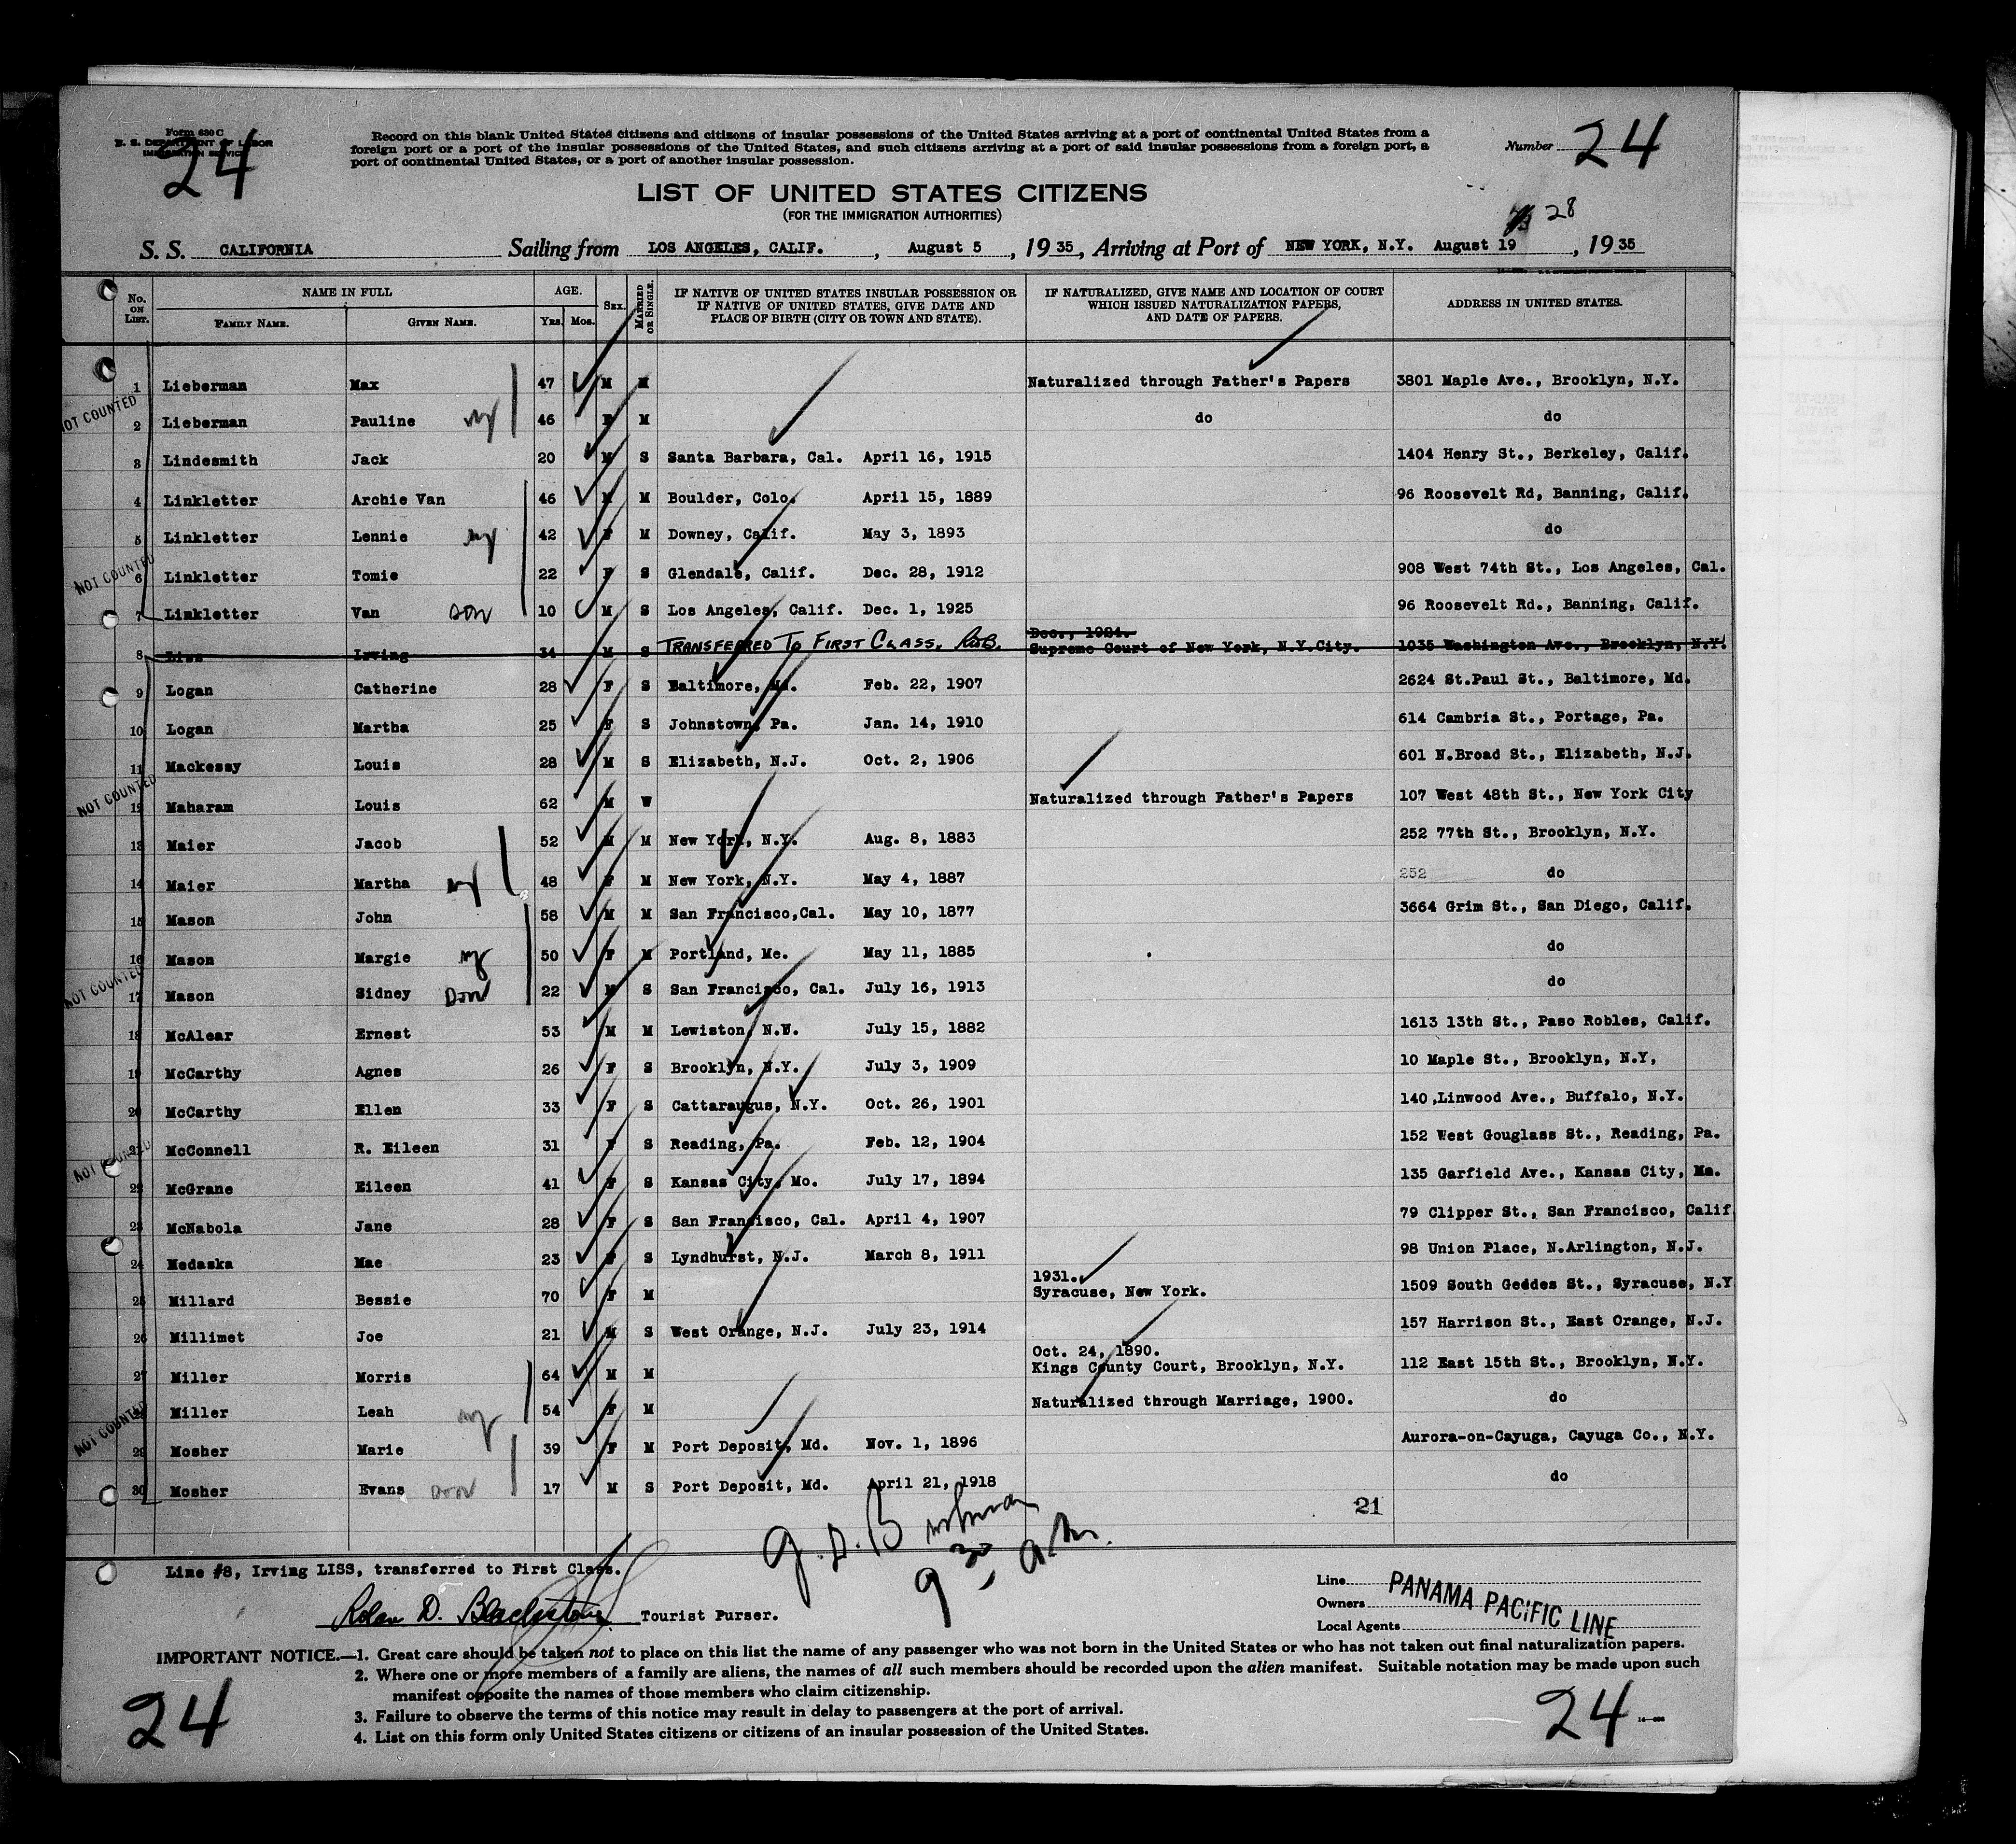 Form 630 C
U. S. DEPARTMENT OF LABOR
IMMIGRATION SERVICE
24
Record on this blank United States citizens and citizens of insular possessions of the United States arriving at a port of continental United States from a
foreign port or a port of the insular possessions of the United States, and such citizens arriving at a port of said insular possessions from a foreign port, a
port of continental United States, or a port of another insular possession.
Number 24
LIST OF UNITED STATES CITIZENS
(FOR THE IMMIGRATION AUTHORITIES)
28
S. S. CALIFORNIA Sailing from LOS ANGELES, CALIF. , August 5 , 19 35, Arriving at Port of NEW YORK, N.Y. August 19 , 19 35
No. ON LIST. NAME IN FULL AGE. SEX. MARRIED OR SINGLE. IF NATIVE OF UNITED STATES INSULAR POSSESSION OR IF NATIVE OF UNITED STATES, GIVE DATE AND PLACE OF BIRTH (CITY OR TOWN AND STATE). IF NATURALIZED, GIVE NAME AND LOCATION OF COURT WHICH ISSUED NATURALIZATION PAPERS, AND DATE OF PAPERS. ADDRESS IN UNITED STATES.
FAMILY NAME. GIVEN NAME. Yrs. Mos.
1 Lieberman Max 47 M M Naturalized through Father's Papers 3801 Maple Ave., Brooklyn, N.Y.
NOT COUNTED
2 Lieberman Pauline 46 F M do do
3 Lindesmith Jack 20 M S Santa Barbara, Cal. April 16, 1915 1404 Henry St., Berkeley, Calif.
4 Linkletter Archie Van 46 M M Boulder, Colo. April 15, 1889 96 Roosevelt Rd, Banning, Calif.
5 Linkletter Lennie 42 F M Downey, Calif. May 3, 1893 do
NOT COUNTED
6 Linkletter Tomie 22 F S Glendale, Calif. Dec. 28, 1912 908 West 74th St., Los Angeles, Cal.
7 Linkletter Van son 10 M S Los Angeles, Calif. Dec. 1, 1925 96 Roosevelt Rd., Banning, Calif.
Dec., 1924.
8 Liss Irving 34 M S TRANSFERRED TO FIRST CLASS. RDB. Supreme Court of New York, N.Y.City. 1035 Washington Ave., Brooklyn, N.Y.
9 Logan Catherine 28 F S Baltimore, Md. Feb. 22, 1907 2624 St.Paul St., Baltimore, Md.
10 Logan Martha 25 F S Johnstown, Pa. Jan. 14, 1910 614 Cambria St., Portage, Pa.
11 Mackessy Louis 28 M S Elizabeth, N.J. Oct. 2, 1906 601 N.Broad St., Elizabeth, N.J.
NOT COUNTED
12 Maharam Louis 62 M W Naturalized through Father's Papers 107 West 48th St., New York City
13 Maier Jacob 52 M M New York, N.Y. Aug. 8, 1883 252 77th St., Brooklyn, N.Y.
14 Maier Martha 48 F M New York, N.Y. May 4, 1887 252 do
15 Mason John 58 M M San Francisco,Cal. May 10, 1877 3664 Grim St., San Diego, Calif.
16 Mason Margie 50 F M Portland, Me. May 11, 1885 do
NOT COUNTED
17 Mason Sidney Son 22 M S San Francisco, Cal. July 16, 1913 do
18 McAlear Ernest 53 M M Lewiston, N.Y. July 15, 1882 1613 13th St., Paso Robles, Calif.
19 McCarthy Agnes 26 F S Brooklyn, N.Y. July 3, 1909 10 Maple St., Brooklyn, N.Y,
20 McCarthy Ellen 33 F S Cattaraugus, N.Y. Oct. 26, 1901 140 ,Linwood Ave., Buffalo, N.Y.
NOT COUNTED
21 McConnell R. Eileen 31 F S Reading, Pa. Feb. 12, 1904 152 West Gouglass St., Reading, Pa.
22 McGrane Eileen 41 F S Kansas City, Mo. July 17, 1894 135 Garfield Ave., Kansas City, Mo.
23 McNabola Jane 28 F S San Francisco, Cal. April 4, 1907 79 Clipper St., San Francisco, Calif
24 Medaska Mae 23 F S Lyndhurst, N.J. March 8, 1911 98 Union Place, N.Arlington, N.J.
1931.
25 Millard Bessie 70 F M Syracuse, New York. 1509 South Geddes St., Syracuse, N.Y
26 Millimet Joe 21 M S West Orange, N.J. July 23, 1914 157 Harrison St., East Orange, N.J.
Oct. 24, 1890.
27 Miller Morris 64 M M Kings County Court, Brooklyn, N.Y. 112 East 15th St., Brooklyn, N.Y.
28 Miller Leah 54 F M Naturalized through Marriage, 1900. do
NOT COUNTED
29 Mosher Marie 39 F M Port Deposit, Md. Nov. 1, 1896 Aurora-on-Cayuga, Cayuga Co., N.Y.
30 Mosher Evans son 17 M S Port Deposit, Md. April 21, 1918 do
21
9 30 a.m.
Line #8, Irving LISS, transferred to First Class.
D. Blackstone Tourist Purser.
Line PANAMA PACIFIC LINE
Owners
Local Agents
IMPORTANT NOTICE.—1. Great care should be taken not to place on this list the name of any passenger who was not born in the United States or who has not taken out final naturalization papers.
2. Where one or more members of a family are aliens, the names of all such members should be recorded upon the alien manifest. Suitable notation may be made upon such
manifest opposite the names of those members who claim citizenship.
3. Failure to observe the terms of this notice may result in delay to passengers at the port of arrival.
4. List on this form only United States citizens or citizens of an insular possession of the United States.
24
24